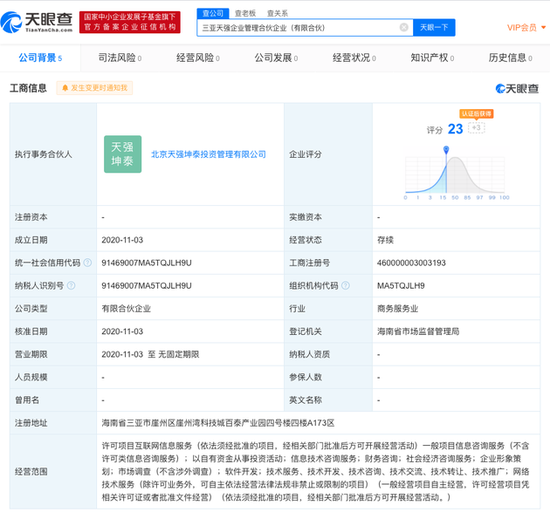 天眼查
TianYanCha.com
国家中小企业发展子基金旗下
官方备案企业征信机构
查公司 查老板 查关系
三亚天强企业管理合伙企业（有限合伙）
天眼一下
VIP会员
公司背景5 司法风险0 经营风险0 公司发展0 经营状况0 知识产权0 历史信息0
工商信息 发生变更时通知我 天眼查
执行事务合伙人 天强坤泰 北京天强坤泰投资管理有限公司 企业评分 评分 23 +3 认证后获得
0 1 3 15 50 85 97 99 100
注册资本 - 实缴资本 -
成立日期 2020-11-03 经营状态 存续
统一社会信用代码 91469007MA5TQJLH9U 工商注册号 460000003003193
纳税人识别号 91469007MA5TQJLH9U 组织机构代码 MA5TQJLH9
公司类型 有限合伙企业 行业 商务服务业
核准日期 2020-11-03 登记机关 海南省市场监督管理局
营业期限 2020-11-03 至 无固定期限 纳税人资质 -
人员规模 - 参保人数 -
曾用名 - 英文名称 -
注册地址 海南省三亚市崖州区崖州湾科技城百泰产业园四号楼四楼A173区
经营范围
许可项目互联网信息服务（依法须经批准的项目，经相关部门批准后方可开展经营活动）一般项目信息咨询服务（不含
许可类信息咨询服务）；以自有资金从事投资活动；信息技术咨询服务；财务咨询；社会经济咨询服务；企业形象策
划；市场调查（不含涉外调查）；软件开发；技术服务、技术开发、技术咨询、技术交流、技术转让、技术推广；网络
技术服务（除许可业务外，可自主依法经营法律法规非禁止或限制的项目）（一般经营项目自主经营，许可经营项目凭
相关许可证或者批准文件经营）（依法须经批准的项目，经相关部门批准后方可开展经营活动。）